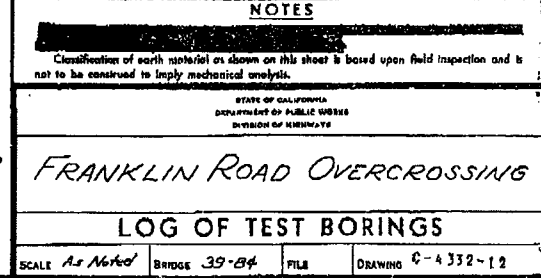 NOTES
Classification of earth material as shown on this sheet is based upon field inspection and is
not to be construed to imply mechanical analysis.
STATE OF CALIFORNIA
DEPARTMENT OF PUBLIC WORKS
DIVISION OF HIGHWAYS
FRANKLIN ROAD OVERCROSSING
LOG OF TEST BORINGS
SCALE As Noted BRIDGE 39-84 FILE DRAWING C-4332-12